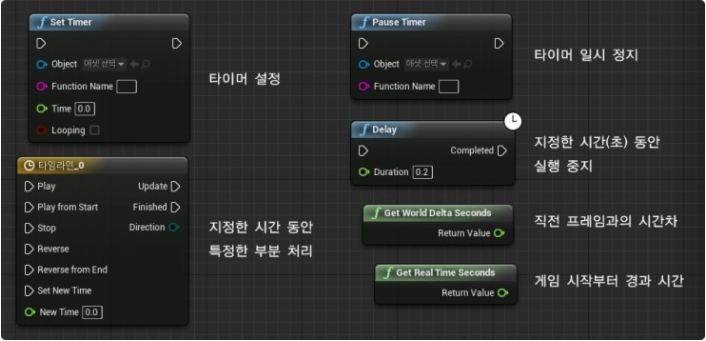 Set Timer
Object 애셋 선택
Function Name
Time 0.0
Looping
타이머 설정
Pause Timer
Object 애셋 선택
Function Name
타이머 일시 정지
Delay
Completed
Duration 0.2
지정한 시간(초) 동안
실행 중지
타임라인_0
Play Update
Play from Start Finished
Stop Direction
Reverse
Reverse from End
Set New Time
New Time 0.0
지정한 시간 동안
특정한 부분 처리
Get World Delta Seconds
Return Value
직전 프레임과의 시간차
Get Real Time Seconds
Return Value
게임 시작부터 경과 시간